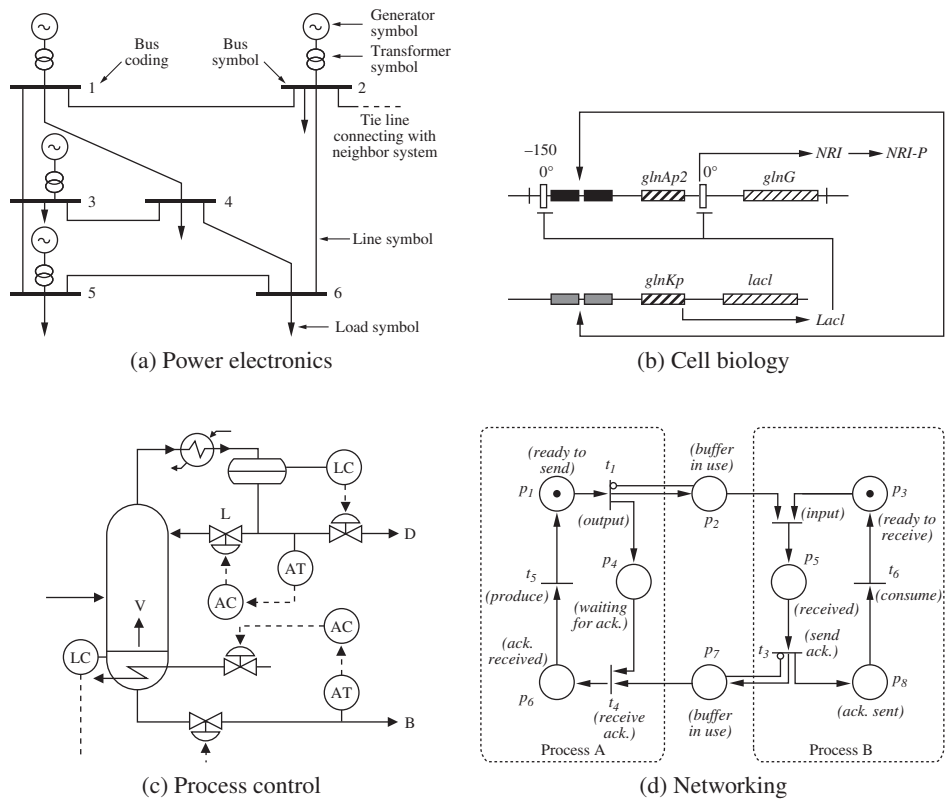 Generator
symbol
Transformer
symbol
Bus
coding
Bus
symbol
1
2
Tie line
connecting with
neighbor system
3
4
Line symbol
5
6
Load symbol
(a) Power electronics
–150
0°
glnAp2
0°
glnG
NRI
NRI-P
glnKp
lacI
LacI
(b) Cell biology
LC
L
D
AT
AC
V
AC
LC
AT
B
(c) Process control
(ready to
send)
t1
(buffer
in use)
p1
p2
p3
(output)
(input)
(ready to
receive)
p4
p5
t5
(produce)
t6
(consume)
(waiting
for ack.)
(received)
(ack.
received)
p7
t3
(send
ack.)
p6
t4
(receive
ack.)
(buffer
in use)
p8
(ack. sent)
Process A
Process B
(d) Networking